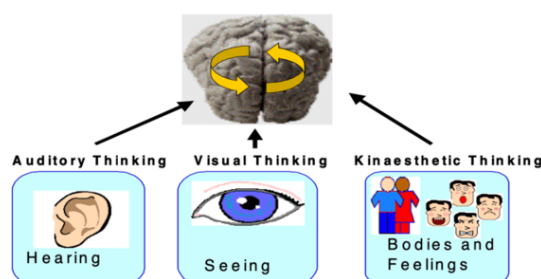 Auditory Thinking
Visual Thinking
Kinaesthetic Thinking
Hearing
Seeing
Bodies and
Feelings